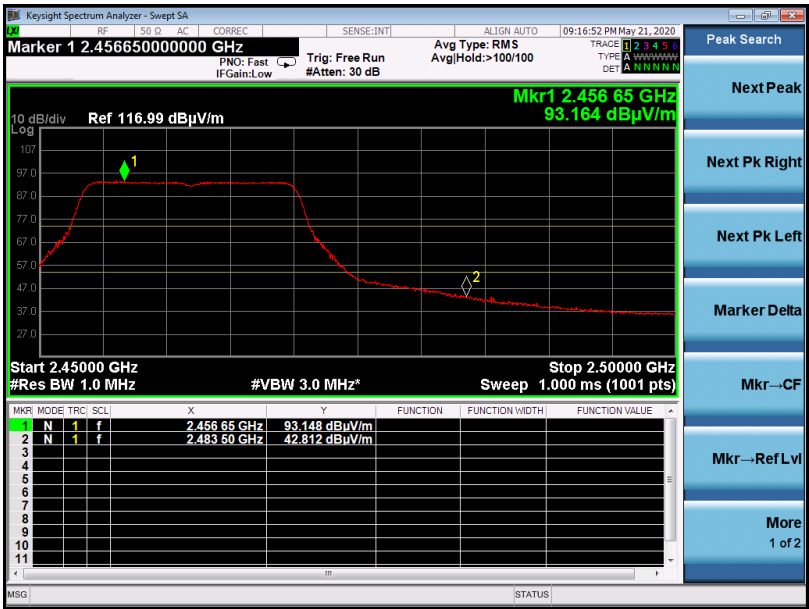 Keysight Spectrum Analyzer - Swept SA
LXI RF 50 Ω AC CORREC SENSE:INT ALIGN AUTO 09:16:52 PM May 21, 2020
Marker 1 2.456650000000 GHz
PNO: Fast
IFGain:Low
Trig: Free Run
#Atten: 30 dB
Avg Type: RMS
Avg|Hold:>100/100
TRACE 1 2 3 4 5 6
TYPE A WWWWW
DET A N N N N N
Peak Search
Next Peak
Next Pk Right
Next Pk Left
Marker Delta
Mkr→CF
Mkr→Ref Lvl
More
1 of 2
Mkr1 2.456 65 GHz
93.164 dBµV/m
10 dB/div Ref 116.99 dBµV/m
Log
107
97.0
87.0
77.0
67.0
57.0
47.0
37.0
27.0
1
2
Start 2.45000 GHz Stop 2.50000 GHz
#Res BW 1.0 MHz #VBW 3.0 MHz* Sweep 1.000 ms (1001 pts)
MKR MODE TRC SCL X Y FUNCTION FUNCTION WIDTH FUNCTION VALUE
1 N 1 f 2.456 65 GHz 93.148 dBµV/m
2 N 1 f 2.483 50 GHz 42.812 dBµV/m
3
4
5
6
7
8
9
10
11
MSG STATUS